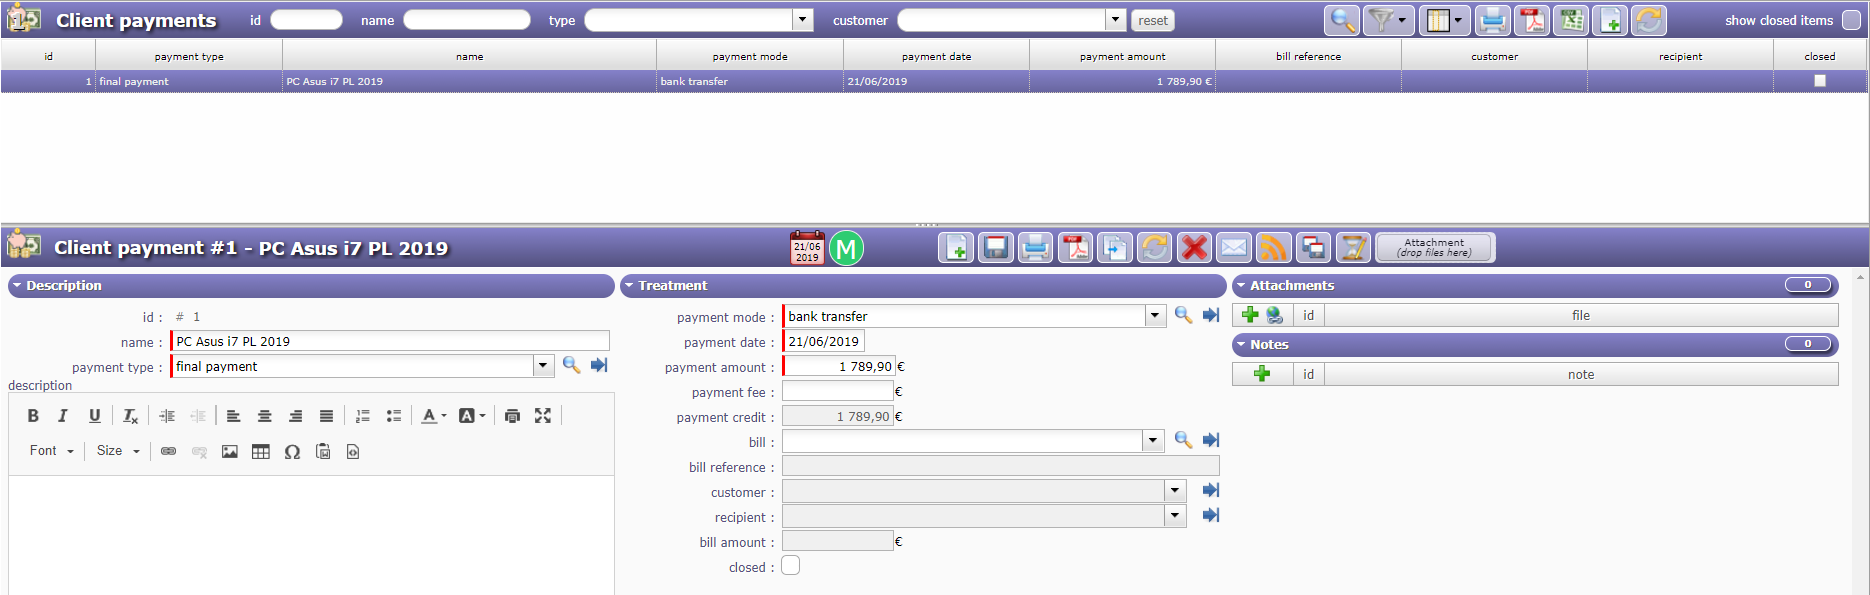 Client payments id name type customer reset show closed items
id payment type name payment mode payment date payment amount bill reference customer recipient closed
1 final payment PC Asus i7 PL 2019 bank transfer 21/06/2019 1 789,90 €
Client payment #1 - PC Asus i7 PL 2019 21/06 2019 M Attachment (drop files here)
Description
id : # 1
name : PC Asus i7 PL 2019
payment type : final payment
description
B I U Tx A A
Font Size Ω
Treatment
payment mode : bank transfer
payment date : 21/06/2019
payment amount : 1 789,90 €
payment fee : €
payment credit : 1 789,90 €
bill :
bill reference :
customer :
recipient :
bill amount : €
closed :
Attachments 0
id file
Notes 0
id note